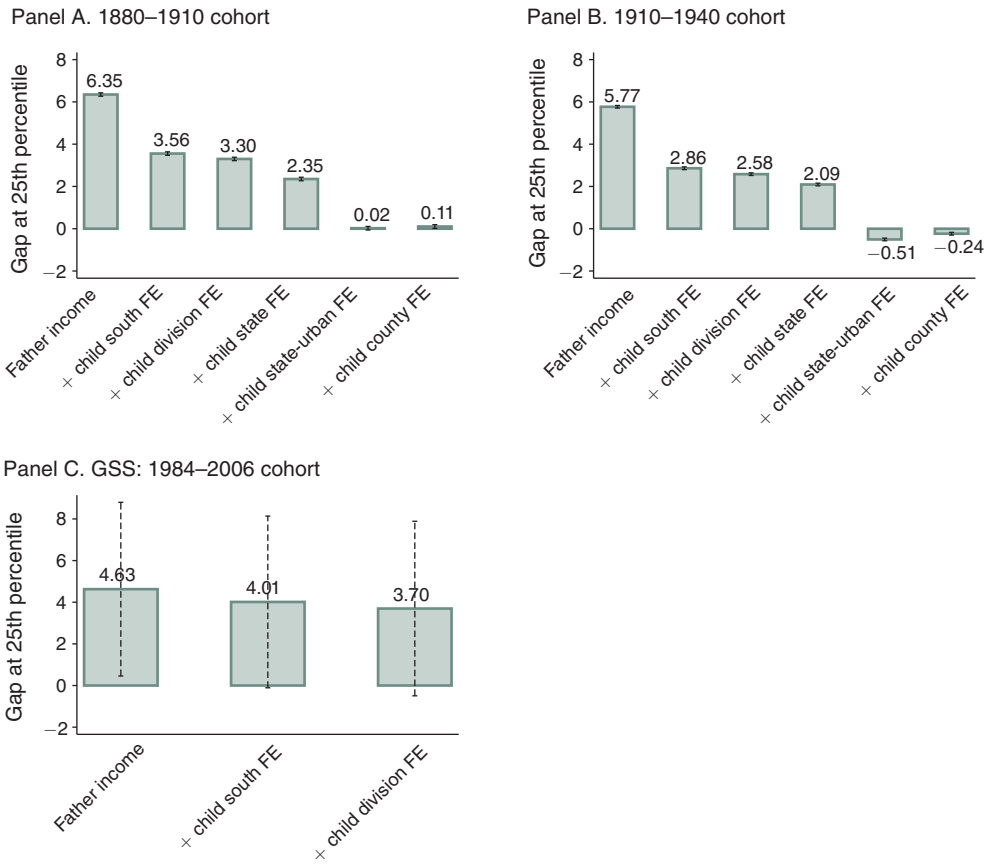 Panel A. 1880–1910 cohort
Gap at 25th percentile
8
6
4
2
0
−2
6.35
3.56
3.30
2.35
0.02
0.11
Father income
× child south FE
× child division FE
× child state FE
× child state-urban FE
× child county FE
Panel B. 1910–1940 cohort
Gap at 25th percentile
8
6
4
2
0
−2
5.77
2.86
2.58
2.09
−0.51
−0.24
Father income
× child south FE
× child division FE
× child state FE
× child state-urban FE
× child county FE
Panel C. GSS: 1984–2006 cohort
Gap at 25th percentile
8
6
4
2
0
−2
4.63
4.01
3.70
Father income
× child south FE
× child division FE